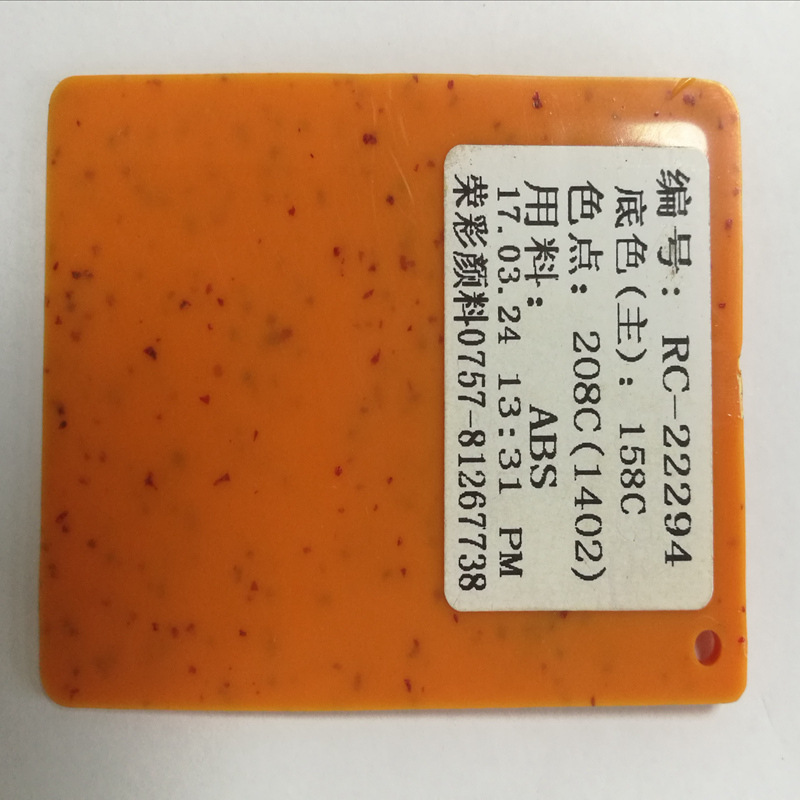 编号： RC-22294
底色(主)：158C
色点： 208C(1402)
用料： ABS
17.03.24 13:31 PM
荣彩颜料0757-81267738